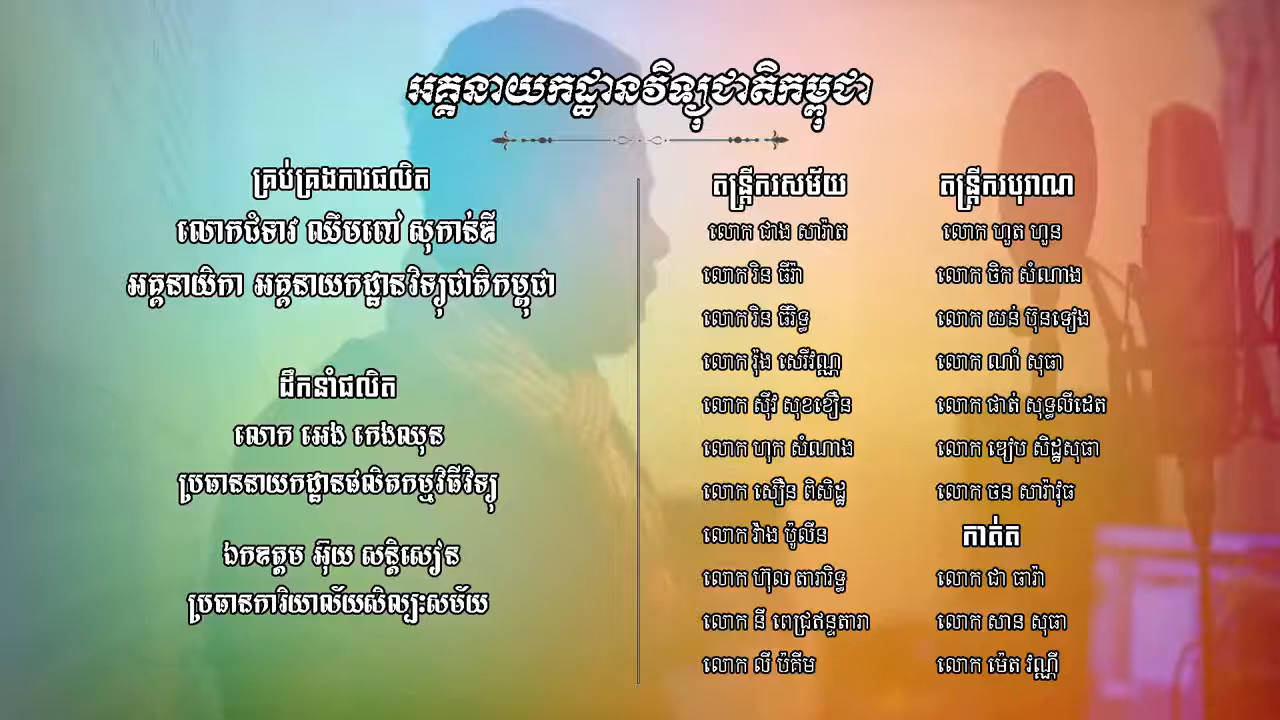 អគ្គនាយកដ្ឋានវិទ្យុជាតិកម្ពុជា
គ្រប់គ្រងការផលិត
លោកជំទាវ ឈឹមពៅ សុកាន់ឌី
អគ្គនាយិកា អគ្គនាយកដ្ឋានវិទ្យុជាតិកម្ពុជា
ដឹកនាំផលិត
លោក អេង កេងឈុន
ប្រធាននាយកដ្ឋានផលិតកម្មវិធីវិទ្យុ
ឯកឧត្តម អ៊ុយ សន្តិសៀន
ប្រធានការិយាល័យសិល្បៈសម័យ
តន្ត្រីករសម័យ
លោក ជាង សារ៉ាត
លោក រិន ធីរ៉ា
លោក រិន ធីរិទ្ធ
លោក រ៉ុង សេរីវណ្ណ
លោក ស៊ីវ សុខខឿន
លោក ហុក សំណាង
លោក សឿន ពិសិដ្ឋ
លោក វ៉ាង ប៉ូលីន
លោក ហ៊ុល តារារិទ្ធ
លោក នី ពេជ្រឥន្ទតារា
លោក លី ប៉គីម
តន្ត្រីករបុរាណ
លោក ហួត ហួន
លោក ចិក សំណាង
លោក យន់ ប៊ុនឡេង
លោក ណាំ សុធា
លោក ផាត់ សុទ្ធលីដេត
លោក ឌៀប សិដ្ឋសុធា
លោក ចន សារ៉ាវុធ
កាត់ត
លោក ជា ធារ៉ា
លោក សាន សុធា
លោក ម៉េត វណ្ណី